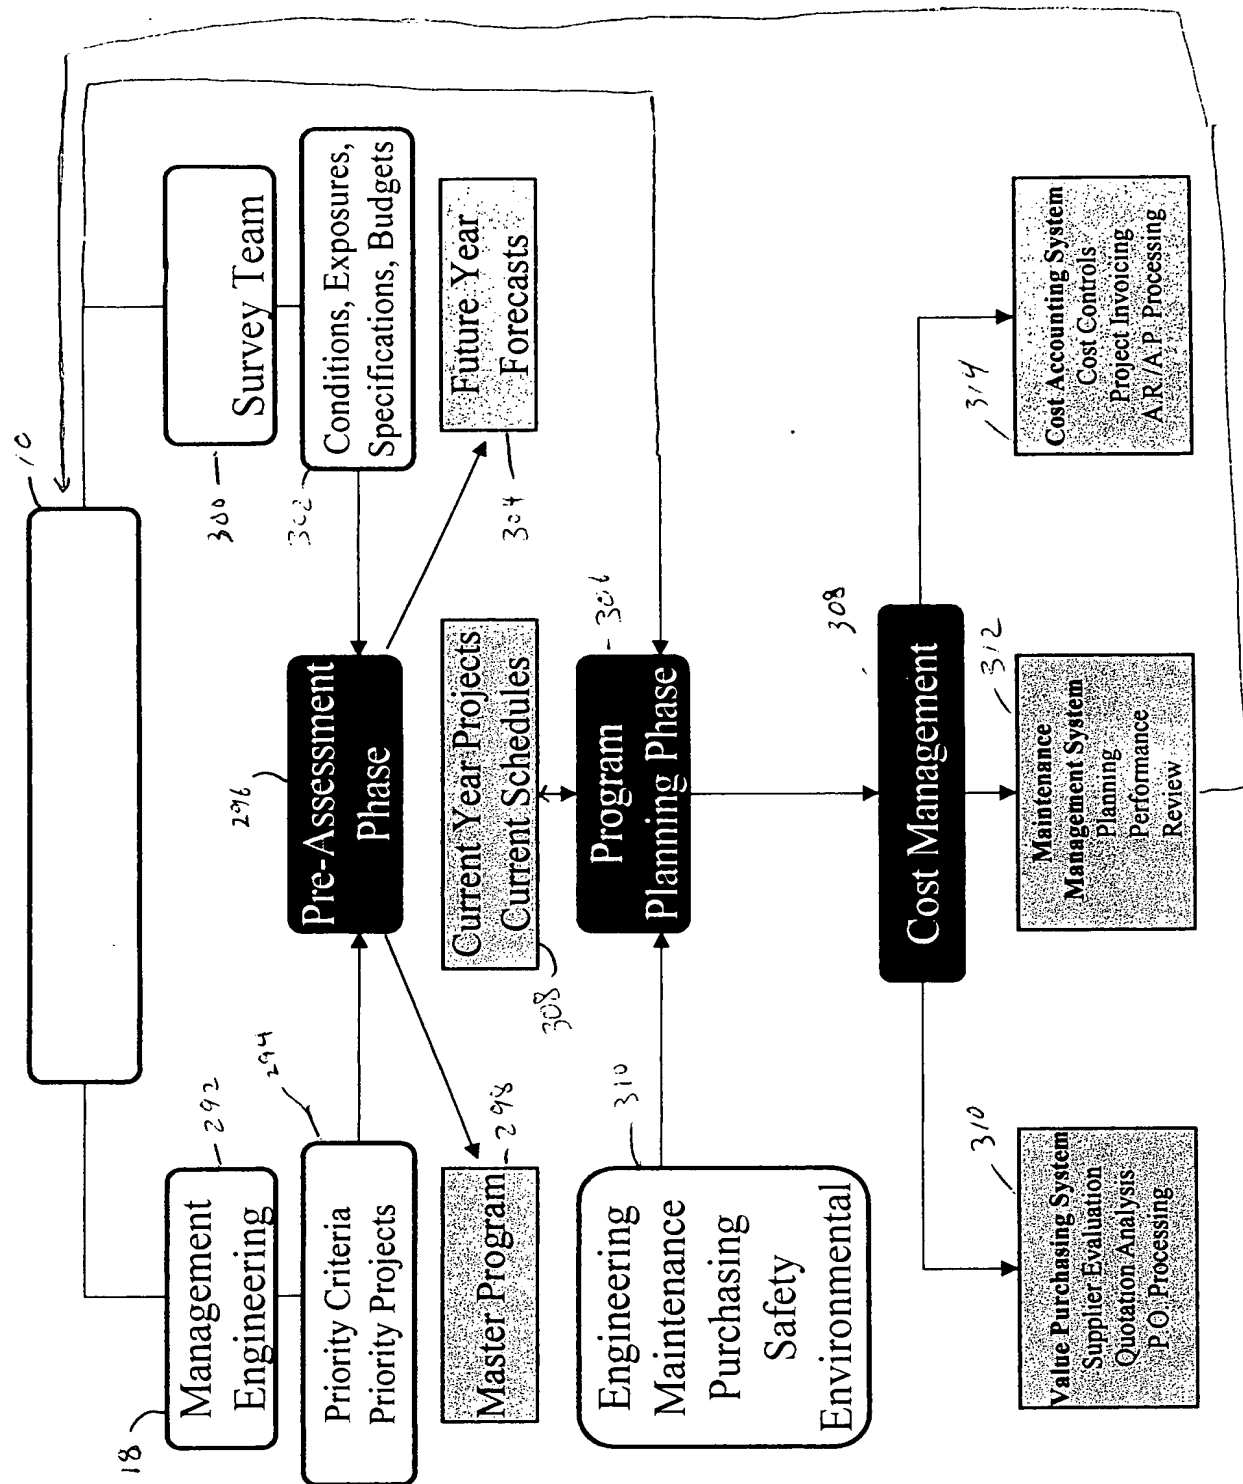 10
18
Management
Engineering
292
Priority Criteria
Priority Projects
294
Survey Team
300
Conditions, Exposures,
Specifications, Budgets
302
Pre-Assessment
Phase
296
Master Program
298
Future Year
Forecasts
304
Current Year Projects
Current Schedules
308
Engineering
Maintenance
Purchasing
Safety
Environmental
310
Program
Planning Phase
306
Cost Management
308
Value Purchasing System
Supplier Evaluation
Quotation Analysis
P.O Processing
310
Maintenance
Management System
Planning
Performance
Review
312
Cost Accounting System
Cost Controls
Project Invoicing
A/R/A/P Processing
314